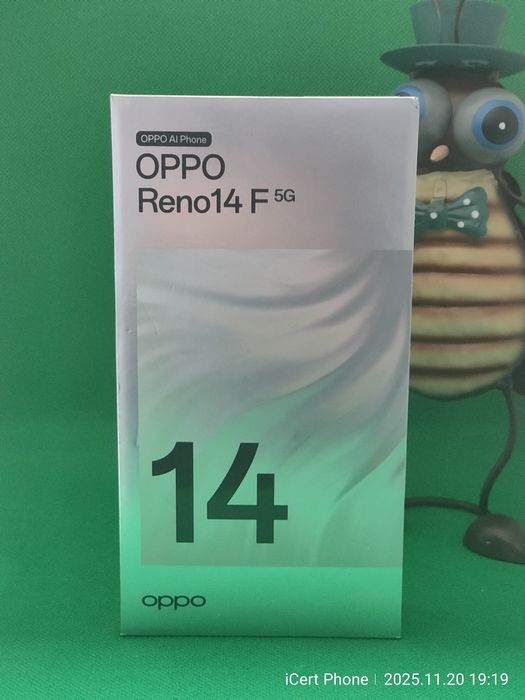 OPPO AI Phone
OPPO
Reno14 F 5G
14
oppo
iCert Phone | 2025.11.20 19:19